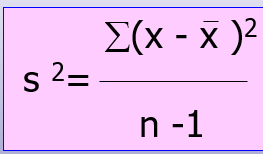 ∑(x - x̅ )²
s ²=
n -1